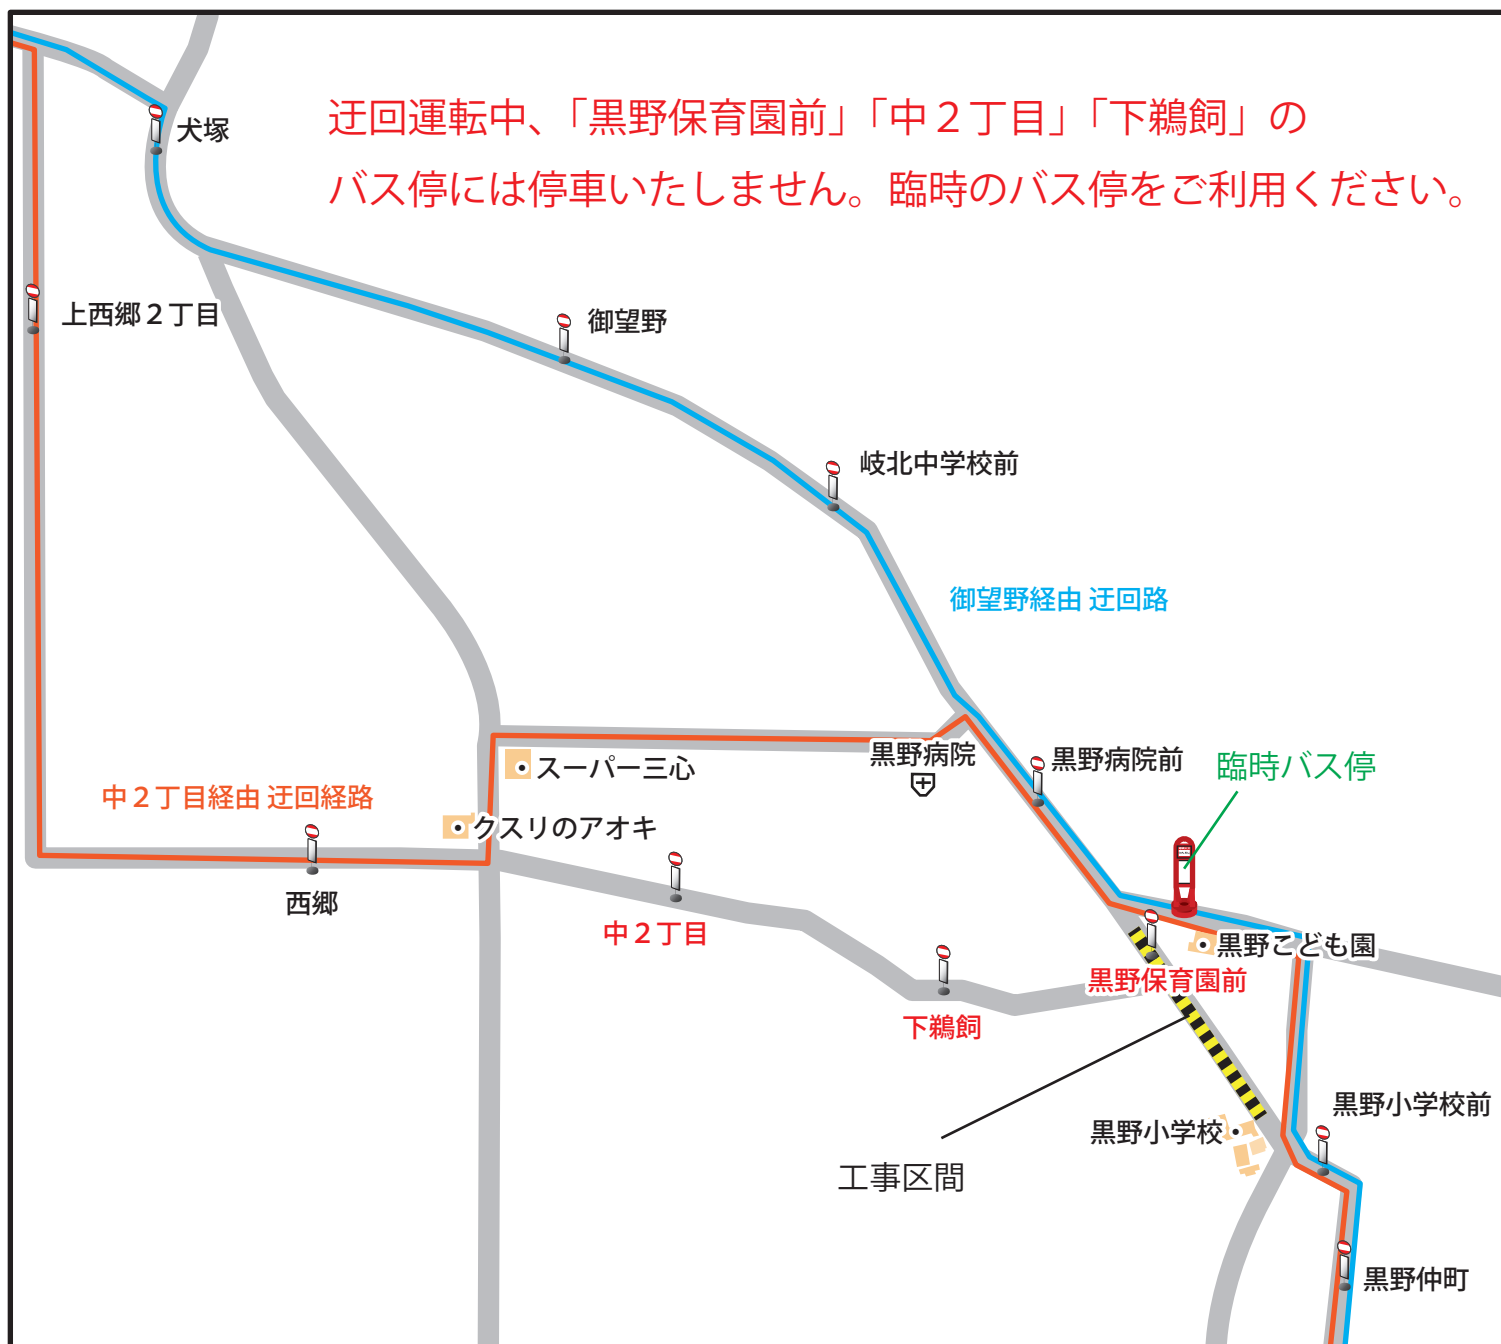 迂回運転中、「黒野保育園前」「中２丁目」「下鵜飼」の
バス停には停車いたしません。臨時のバス停をご利用ください。
犬塚
上西郷２丁目
御望野
岐北中学校前
御望野経由 迂回路
黒野病院
黒野病院前
臨時バス停
スーパー三心
中２丁目経由 迂回経路
クスリのアオキ
西郷
中２丁目
黒野こども園
黒野保育園前
下鵜飼
黒野小学校前
黒野小学校
工事区間
黒野仲町